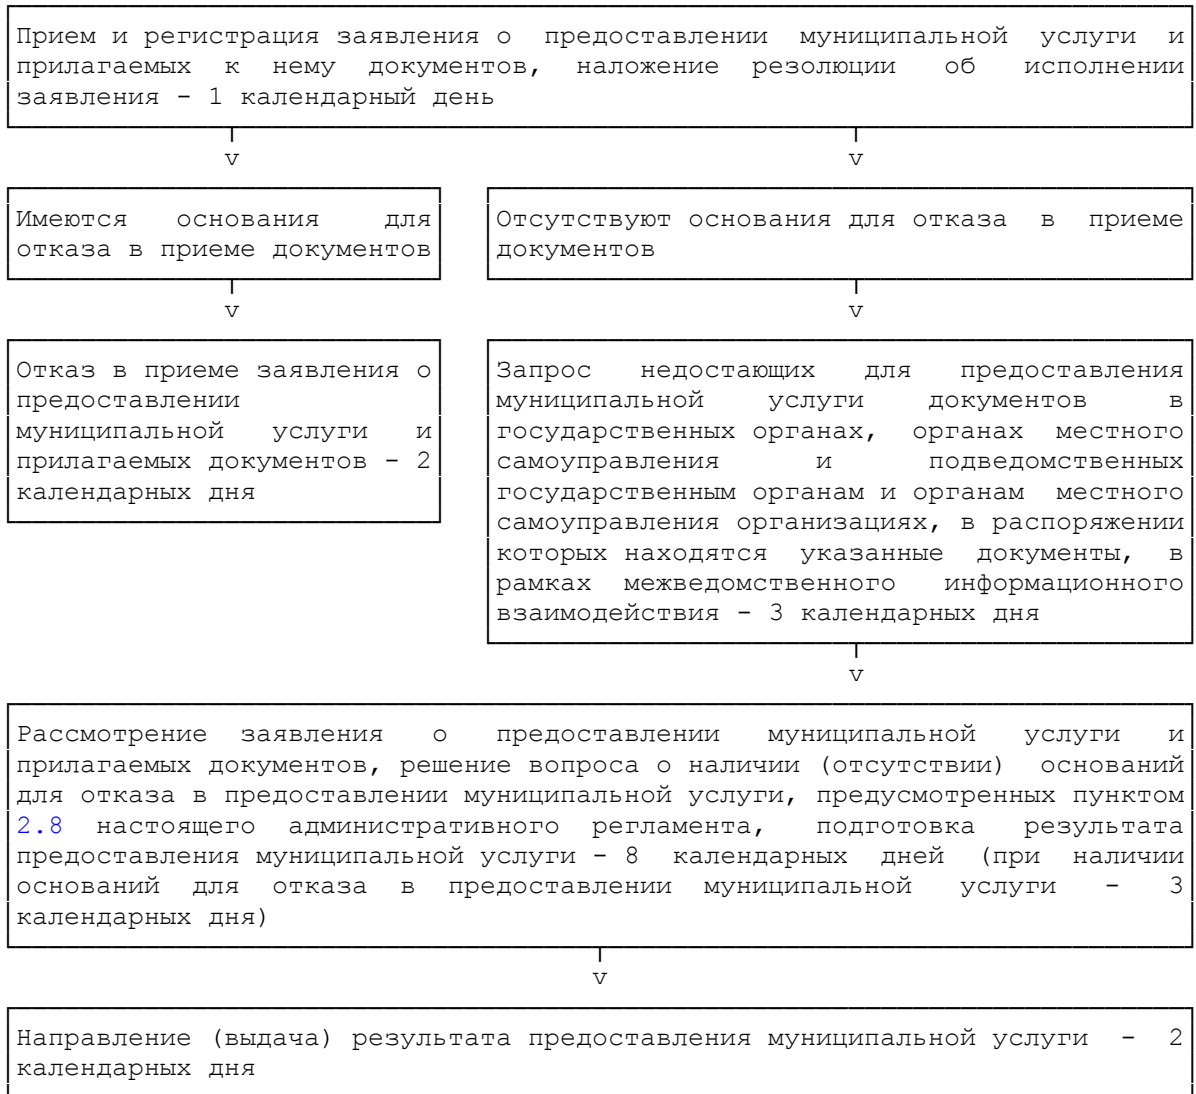 Прием и регистрация заявления о предоставлении муниципальной услуги и
прилагаемых к нему документов, наложение резолюции об исполнении
заявления - 1 календарный день
v
v
Имеются основания для
отказа в приеме документов
Отсутствуют основания для отказа в приеме
документов
v
v
Отказ в приеме заявления о
предоставлении
муниципальной услуги и
прилагаемых документов - 2
календарных дня
Запрос недостающих для предоставления
муниципальной услуги документов в
государственных органах, органах местного
самоуправления и подведомственных
государственным органам и органам местного
самоуправления организациях, в распоряжении
которых находятся указанные документы, в
рамках межведомственного информационного
взаимодействия - 3 календарных дня
v
Рассмотрение заявления о предоставлении муниципальной услуги и
прилагаемых документов, решение вопроса о наличии (отсутствии) оснований
для отказа в предоставлении муниципальной услуги, предусмотренных пунктом
2.8 настоящего административного регламента, подготовка результата
предоставления муниципальной услуги - 8 календарных дней (при наличии
оснований для отказа в предоставлении муниципальной услуги - 3
календарных дня)
v
Направление (выдача) результата предоставления муниципальной услуги - 2
календарных дня